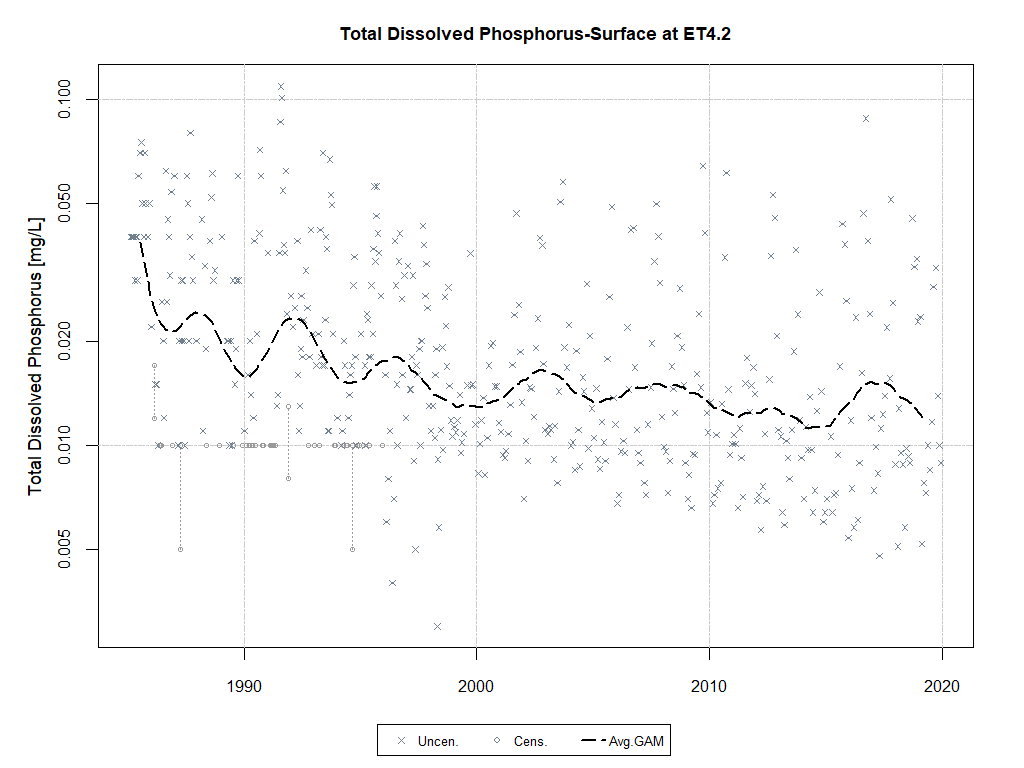 Total Dissolved Phosphorus-Surface at ET4.2
Total Dissolved Phosphorus [mg/L]
0.100
0.050
0.020
0.010
0.005
1990 2000 2010 2020
Uncen. Cens. Avg.GAM